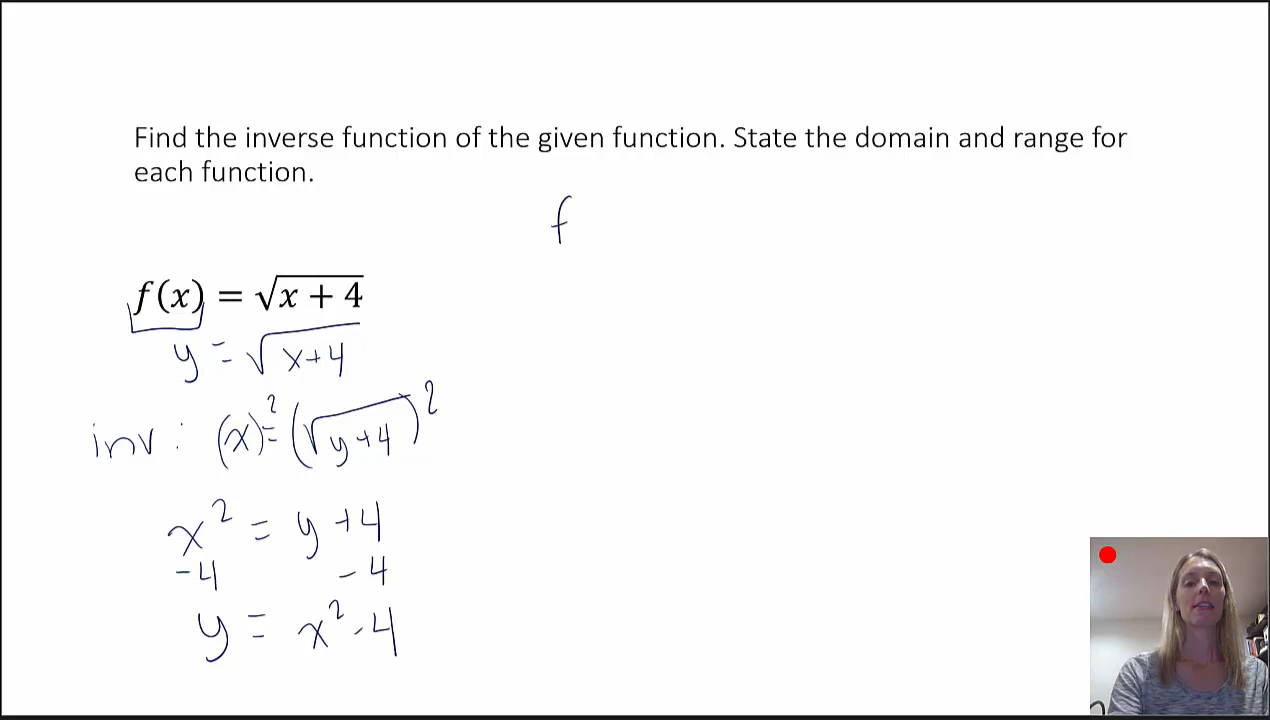 Find the inverse function of the given function. State the domain and range for
each function.
f
f(x) = √(x + 4)
y = √(x+4)
inv : (x)² = (√(y+4))²
x² = y + 4
-4 - 4
y = x² - 4